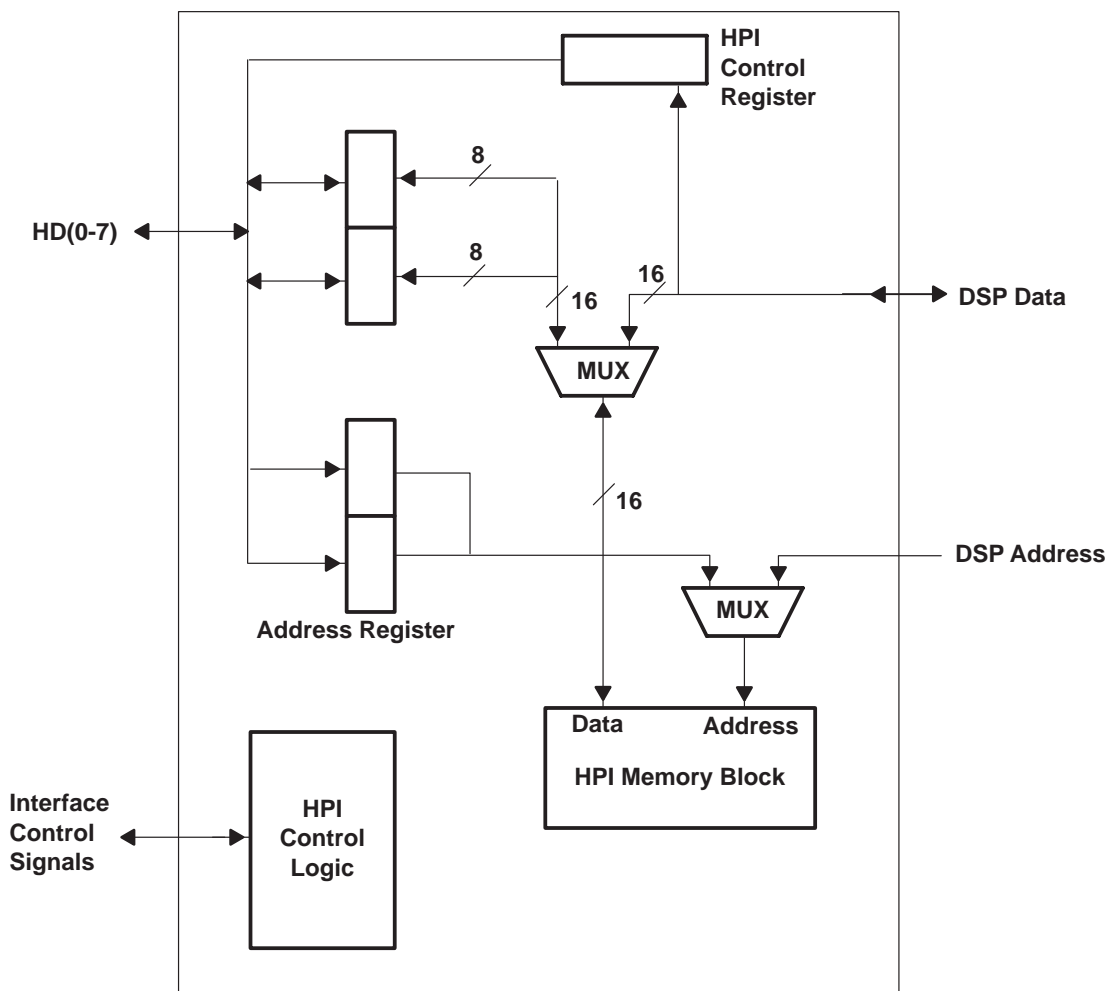 HPI
Control
Register
8
HD(0-7)
8
16
16
DSP Data
MUX
16
DSP Address
MUX
Address Register
Data
Address
HPI Memory Block
Interface
Control
Signals
HPI
Control
Logic